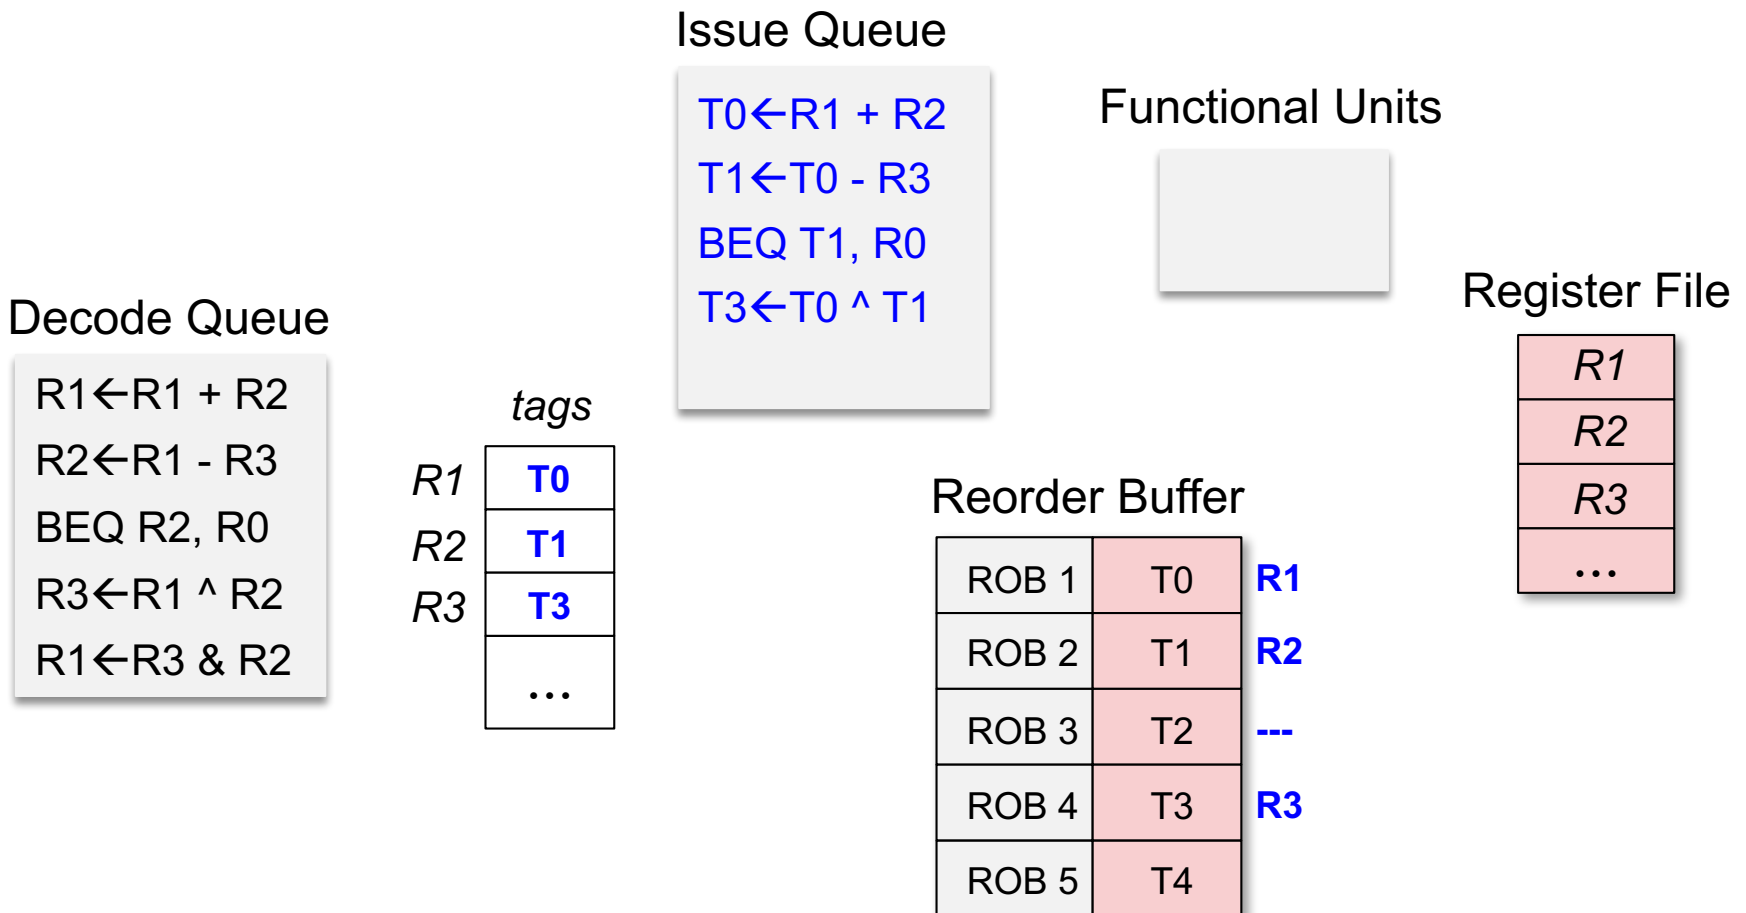 Issue Queue
T0←R1 + R2
T1←T0 - R3
BEQ T1, R0
T3←T0 ^ T1
Functional Units
Register File
R1
R2
R3
...
Decode Queue
R1←R1 + R2
R2←R1 - R3
BEQ R2, R0
R3←R1 ^ R2
R1←R3 & R2
tags
R1 T0
R2 T1
R3 T3
...
Reorder Buffer
ROB 1 T0 R1
ROB 2 T1 R2
ROB 3 T2 ---
ROB 4 T3 R3
ROB 5 T4